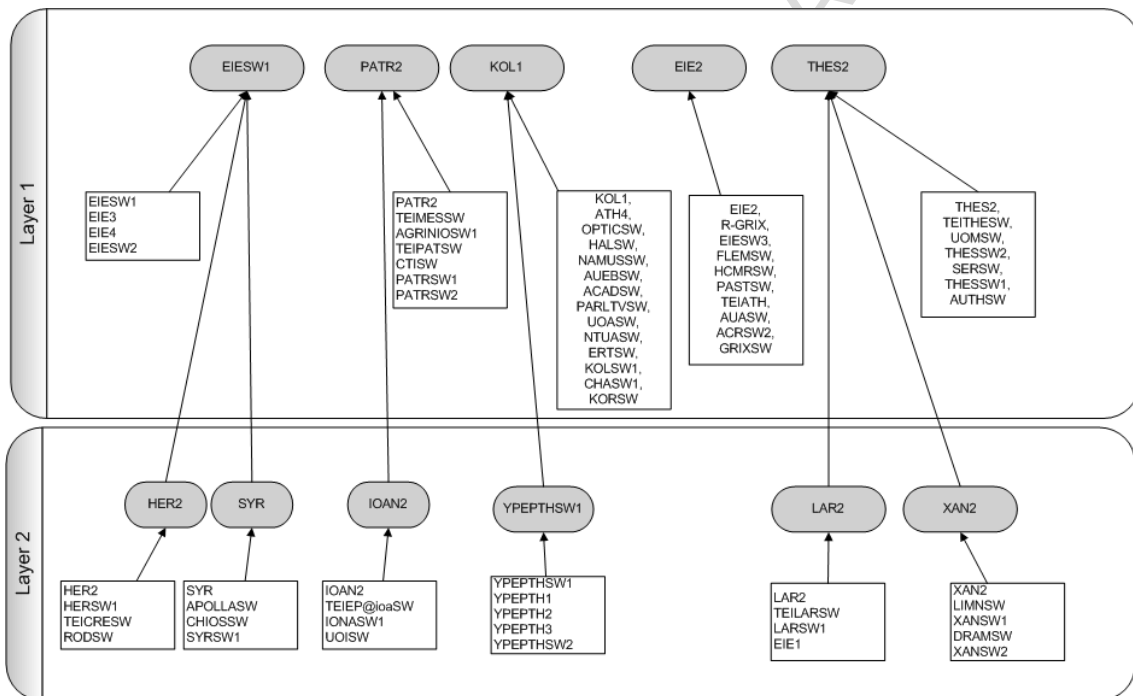 Layer 1
EIESW1
PATR2
KOL1
EIE2
THES2
EIESW1
EIE3
EIE4
EIESW2
PATR2
TEIMESSW
AGRINIOSW1
TEIPATSW
CTISW
PATRSW1
PATRSW2
KOL1,
ATH4,
OPTICSW,
HALSW,
NAMUSSW,
AUEBSW,
ACADSW,
PARLTVSW,
UOASW,
NTUASW,
ERTSW,
KOLSW1,
CHASW1,
KORSW
EIE2,
R-GRIX,
EIESW3,
FLEMSW,
HCMRSW,
PASTSW,
TEIATH,
AUASW,
ACRSW2,
GRIXSW
THES2,
TEITHESW,
UOMSW,
THESSW2,
SERSW,
THESSW1,
AUTHSW
Layer 2
HER2
SYR
IOAN2
YPEPTHSW1
LAR2
XAN2
HER2
HERSW1
TEICRESW
RODSW
SYR
APOLLASW
CHIOSSW
SYRSW1
IOAN2
TEIEP@ioaSW
IONASW1
UOISW
YPEPTHSW1
YPEPTH1
YPEPTH2
YPEPTH3
YPEPTHSW2
LAR2
TEILARSW
LARSW1
EIE1
XAN2
LIMNSW
XANSW1
DRAMSW
XANSW2